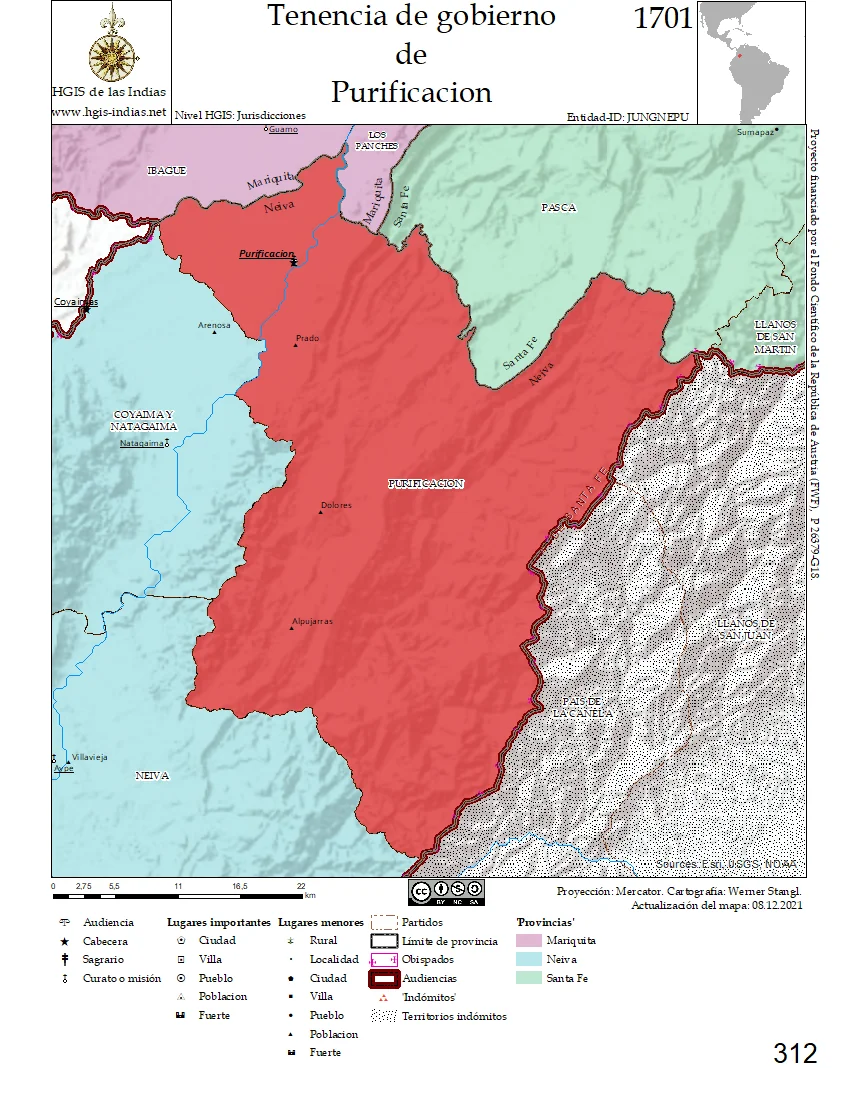 Tenencia de gobierno
de
Purificacion
1701
HGIS de las Indias
www.hgis-indias.net
Nivel HGIS: Jurisdicciones
Entidad-ID: JUNGNEPU
Guamo
LOS
PANCHES
Sumapaz
IBAGUE
Mariquita
Neiva
Mariquita
Santa Fe
PASCA
Purificacion
Coyaimas
Arenosa
Prado
LLANOS
DE SAN
MARTIN
Santa Fe
Neiva
COYAIMA Y
NATAGAIMA
Natagaima
PURIFICACION
SANTA FE
Dolores
Alpujarras
LLANOS DE
SAN JUAN
PAIS DE
LA CANELA
Villavieja
Aype
NEIVA
Sources: Esri, USGS, NOAA
Proyecto financiado por el Fondo Científico de la República de Austria (FWF), P 26379-G18.
0 2,75 5,5 11 16,5 22
km
cc BY NC SA
Proyección: Mercator. Cartografía: Werner Stangl.
Actualización del mapa: 08.12.2021
Audiencia
Cabecera
Sagrario
Curato o misión
Lugares importantes
Ciudad
Villa
Pueblo
Poblacion
Fuerte
Lugares menores
Rural
Localidad
Ciudad
Villa
Pueblo
Poblacion
Fuerte
Partidos
Límite de provincia
Obispados
Audiencias
'Indómitos'
Territorios indómitos
'Provincias'
Mariquita
Neiva
Santa Fe
312